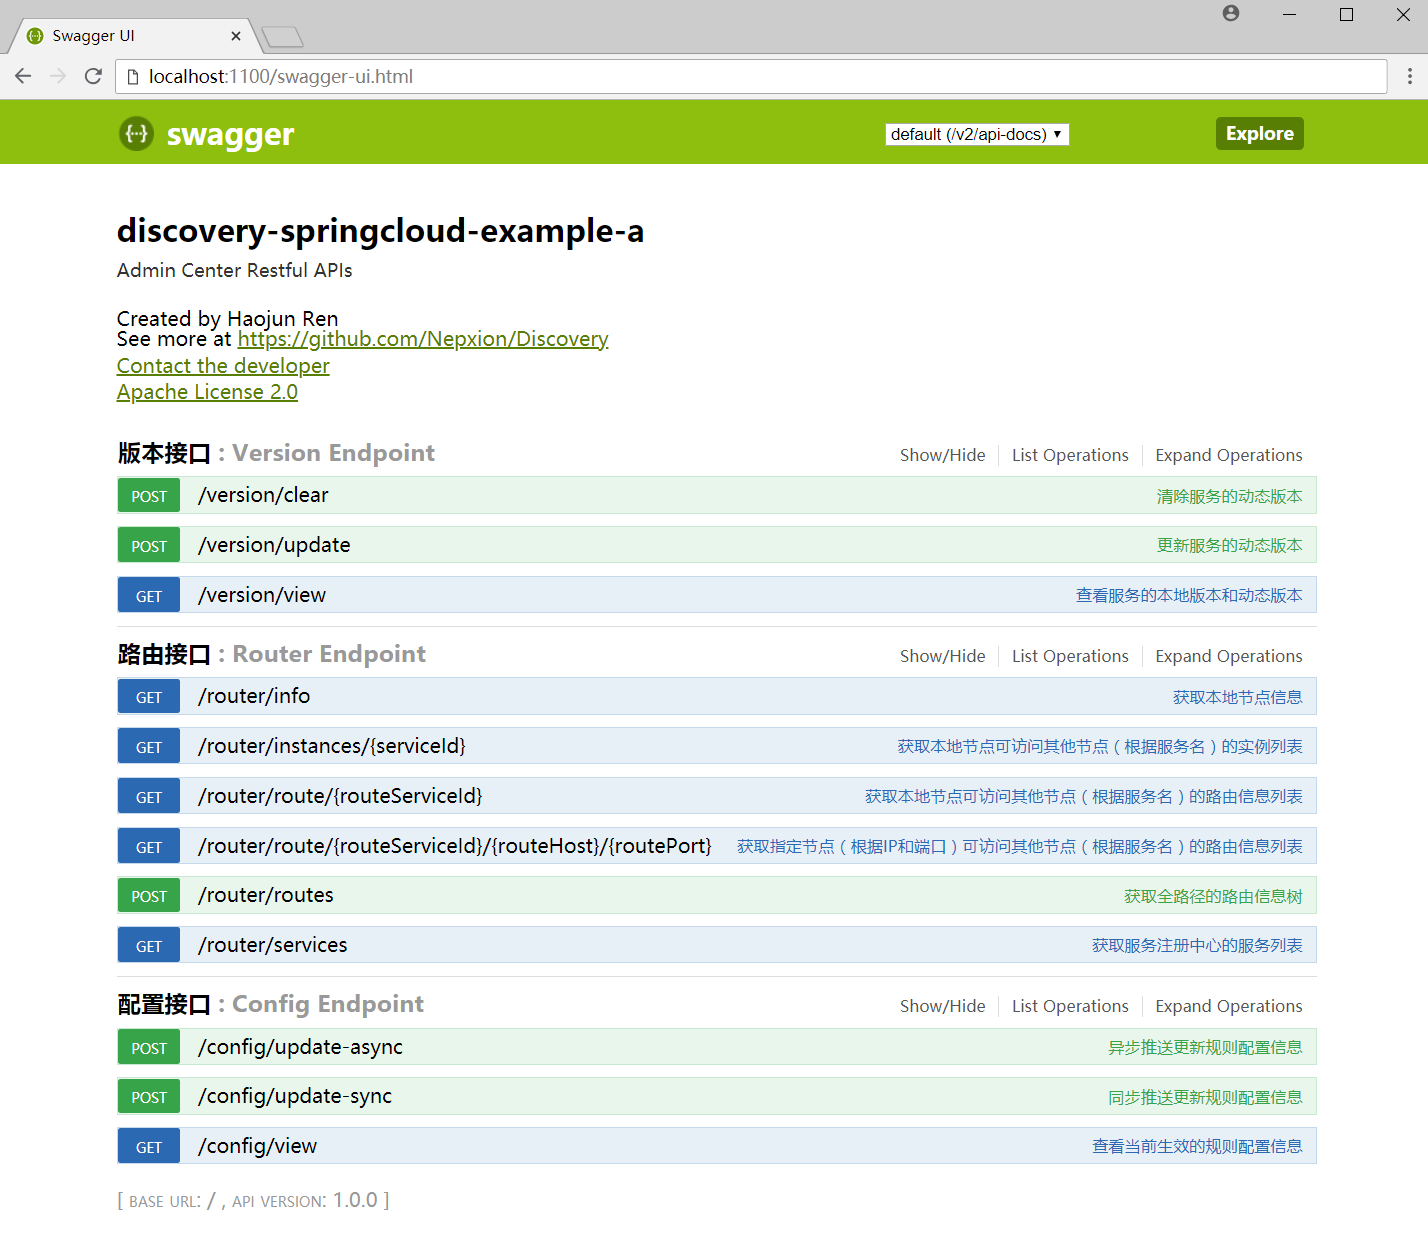 Swagger UI
localhost:1100/swagger-ui.html
swagger
default (/v2/api-docs)
Explore
discovery-springcloud-example-a
Admin Center Restful APIs
Created by Haojun Ren
See more at https://github.com/Nepxion/Discovery
Contact the developer
Apache License 2.0
版本接口 : Version Endpoint Show/Hide List Operations Expand Operations
POST /version/clear 清除服务的动态版本
POST /version/update 更新服务的动态版本
GET /version/view 查看服务的本地版本和动态版本
路由接口 : Router Endpoint Show/Hide List Operations Expand Operations
GET /router/info 获取本地节点信息
GET /router/instances/{serviceId} 获取本地节点可访问其他节点（根据服务名）的实例列表
GET /router/route/{routeServiceId} 获取本地节点可访问其他节点（根据服务名）的路由信息列表
GET /router/route/{routeServiceId}/{routeHost}/{routePort} 获取指定节点（根据IP和端口）可访问其他节点（根据服务名）的路由信息列表
POST /router/routes 获取全路径的路由信息树
GET /router/services 获取服务注册中心的服务列表
配置接口 : Config Endpoint Show/Hide List Operations Expand Operations
POST /config/update-async 异步推送更新规则配置信息
POST /config/update-sync 同步推送更新规则配置信息
GET /config/view 查看当前生效的规则配置信息
[ BASE URL: / , API VERSION: 1.0.0 ]